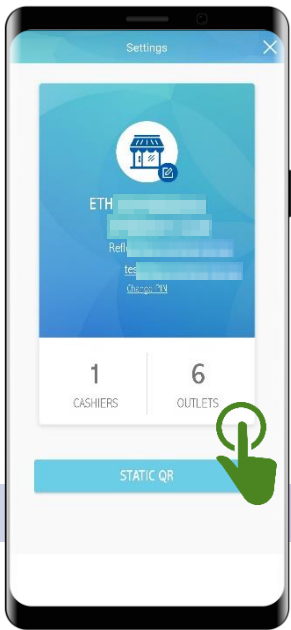 Settings
ETH
Refl
tes
Change PIN
1
6
CASHIERS
OUTLETS
STATIC QR